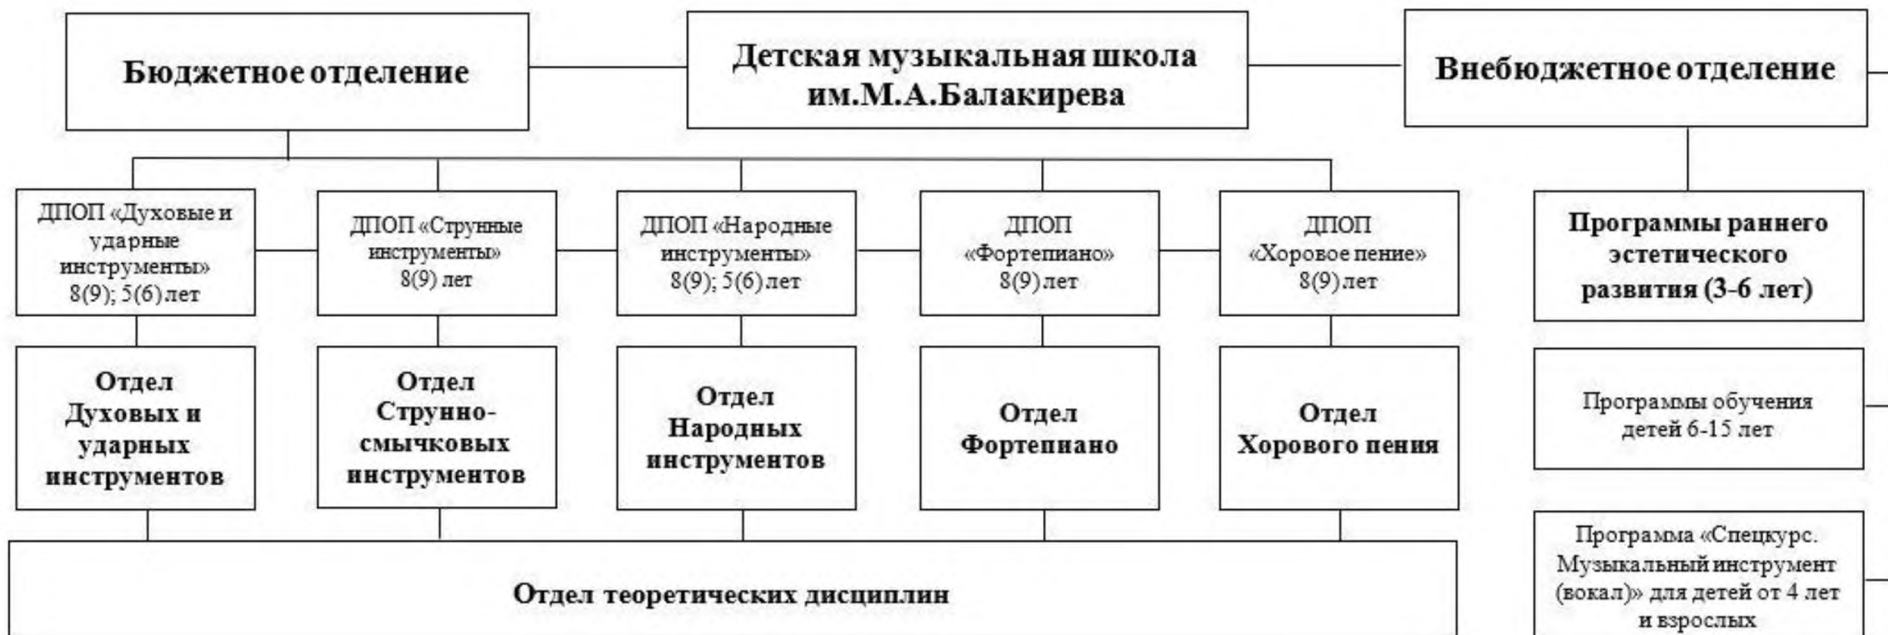 Бюджетное отделение
Детская музыкальная школа
им.М.А.Балакирева
Внебюджетное отделение
ДПОП «Духовые и
ударные
инструменты»
8(9); 5(6) лет
ДПОП «Струнные
инструменты»
8(9) лет
ДПОП «Народные
инструменты»
8(9); 5(6) лет
ДПОП
«Фортепиано»
8(9) лет
ДПОП
«Хоровое пение»
8(9) лет
Программы раннего
эстетического
развития (3-6 лет)
Отдел
Духовых и
ударных
инструментов
Отдел
Струнно-
смычковых
инструментов
Отдел
Народных
инструментов
Отдел
Фортепиано
Отдел
Хорового пения
Программы обучения
детей 6-15 лет
Отдел теоретических дисциплин
Программа «Спецкурс.
Музыкальный инструмент
(вокал)» для детей от 4 лет
и взрослых